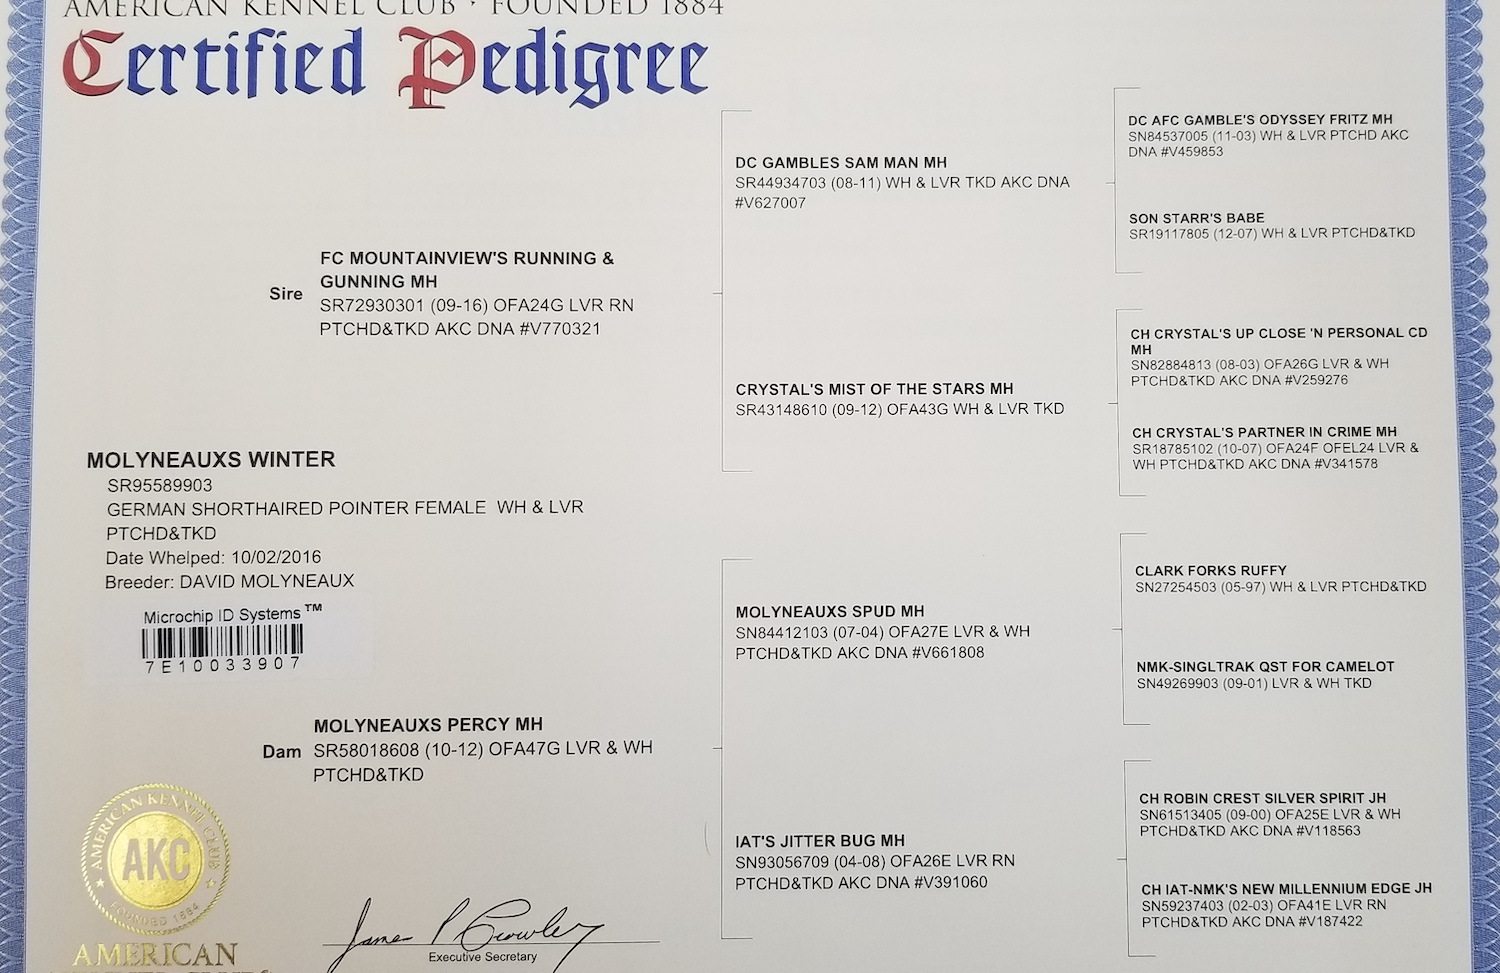 AMERICAN KENNEL CLUB · FOUNDED 1884
Certified Pedigree
Sire
FC MOUNTAINVIEW'S RUNNING &
GUNNING MH
SR72930301 (09-16) OFA24G LVR RN
PTCHD&TKD AKC DNA #V770321
MOLYNEAUXS WINTER
SR95589903
GERMAN SHORTHAIRED POINTER FEMALE WH & LVR
PTCHD&TKD
Date Whelped: 10/02/2016
Breeder: DAVID MOLYNEAUX
Microchip ID Systems™
7E10033907
Dam
MOLYNEAUXS PERCY MH
SR58018608 (10-12) OFA47G LVR & WH
PTCHD&TKD
DC GAMBLES SAM MAN MH
SR44934703 (08-11) WH & LVR TKD AKC DNA
#V627007
CRYSTAL'S MIST OF THE STARS MH
SR43148610 (09-12) OFA43G WH & LVR TKD
MOLYNEAUXS SPUD MH
SN84412103 (07-04) OFA27E LVR & WH
PTCHD&TKD AKC DNA #V661808
IAT'S JITTER BUG MH
SN93056709 (04-08) OFA26E LVR RN
PTCHD&TKD AKC DNA #V391060
DC AFC GAMBLE'S ODYSSEY FRITZ MH
SN84537005 (11-03) WH & LVR PTCHD AKC
DNA #V459853
SON STARR'S BABE
SR19117805 (12-07) WH & LVR PTCHD&TKD
CH CRYSTAL'S UP CLOSE 'N PERSONAL CD
MH
SN82884813 (08-03) OFA26G LVR & WH
PTCHD&TKD AKC DNA #V259276
CH CRYSTAL'S PARTNER IN CRIME MH
SR18785102 (10-07) OFA24F OFEL24 LVR &
WH PTCHD&TKD AKC DNA #V341578
CLARK FORKS RUFFY
SN27254503 (05-97) WH & LVR PTCHD&TKD
NMK-SINGLTRAK QST FOR CAMELOT
SN49269903 (09-01) LVR & WH TKD
CH ROBIN CREST SILVER SPIRIT JH
SN61513405 (09-00) OFA25E LVR & WH
PTCHD&TKD AKC DNA #V118563
CH IAT-NMK'S NEW MILLENNIUM EDGE JH
SN59237403 (02-03) OFA41E LVR RN
PTCHD&TKD AKC DNA #V187422
AMERICAN KENNEL CLUB
AKC
FOUNDED 1884
AMERICAN
James P Crowley
Executive Secretary